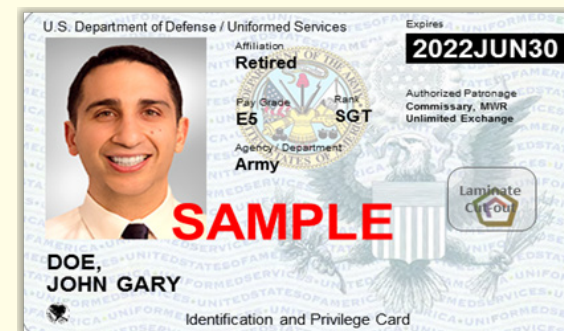 U.S. Department of Defense / Uniformed Services
Expires
2022JUN30
Affiliation
Retired
Pay Grade
Rank
E5
SGT
Agency / Department
Army
Authorized Patronage
Commissary, MWR
Unlimited Exchange
Laminate
Cut-out
SAMPLE
DOE,
JOHN GARY
Identification and Privilege Card